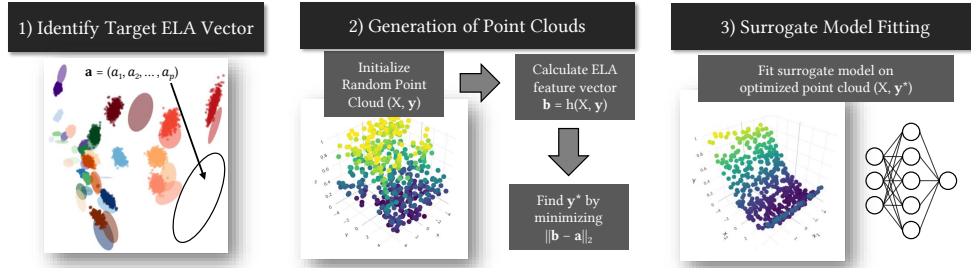 1) Identify Target ELA Vector
a = (a₁, a₂, … , aₚ)
2) Generation of Point Clouds
Initialize
Random Point
Cloud (X, y)
Calculate ELA
feature vector
b = h(X, y)
Find y* by
minimizing
‖b − a‖₂
3) Surrogate Model Fitting
Fit surrogate model on
optimized point cloud (X, y*)